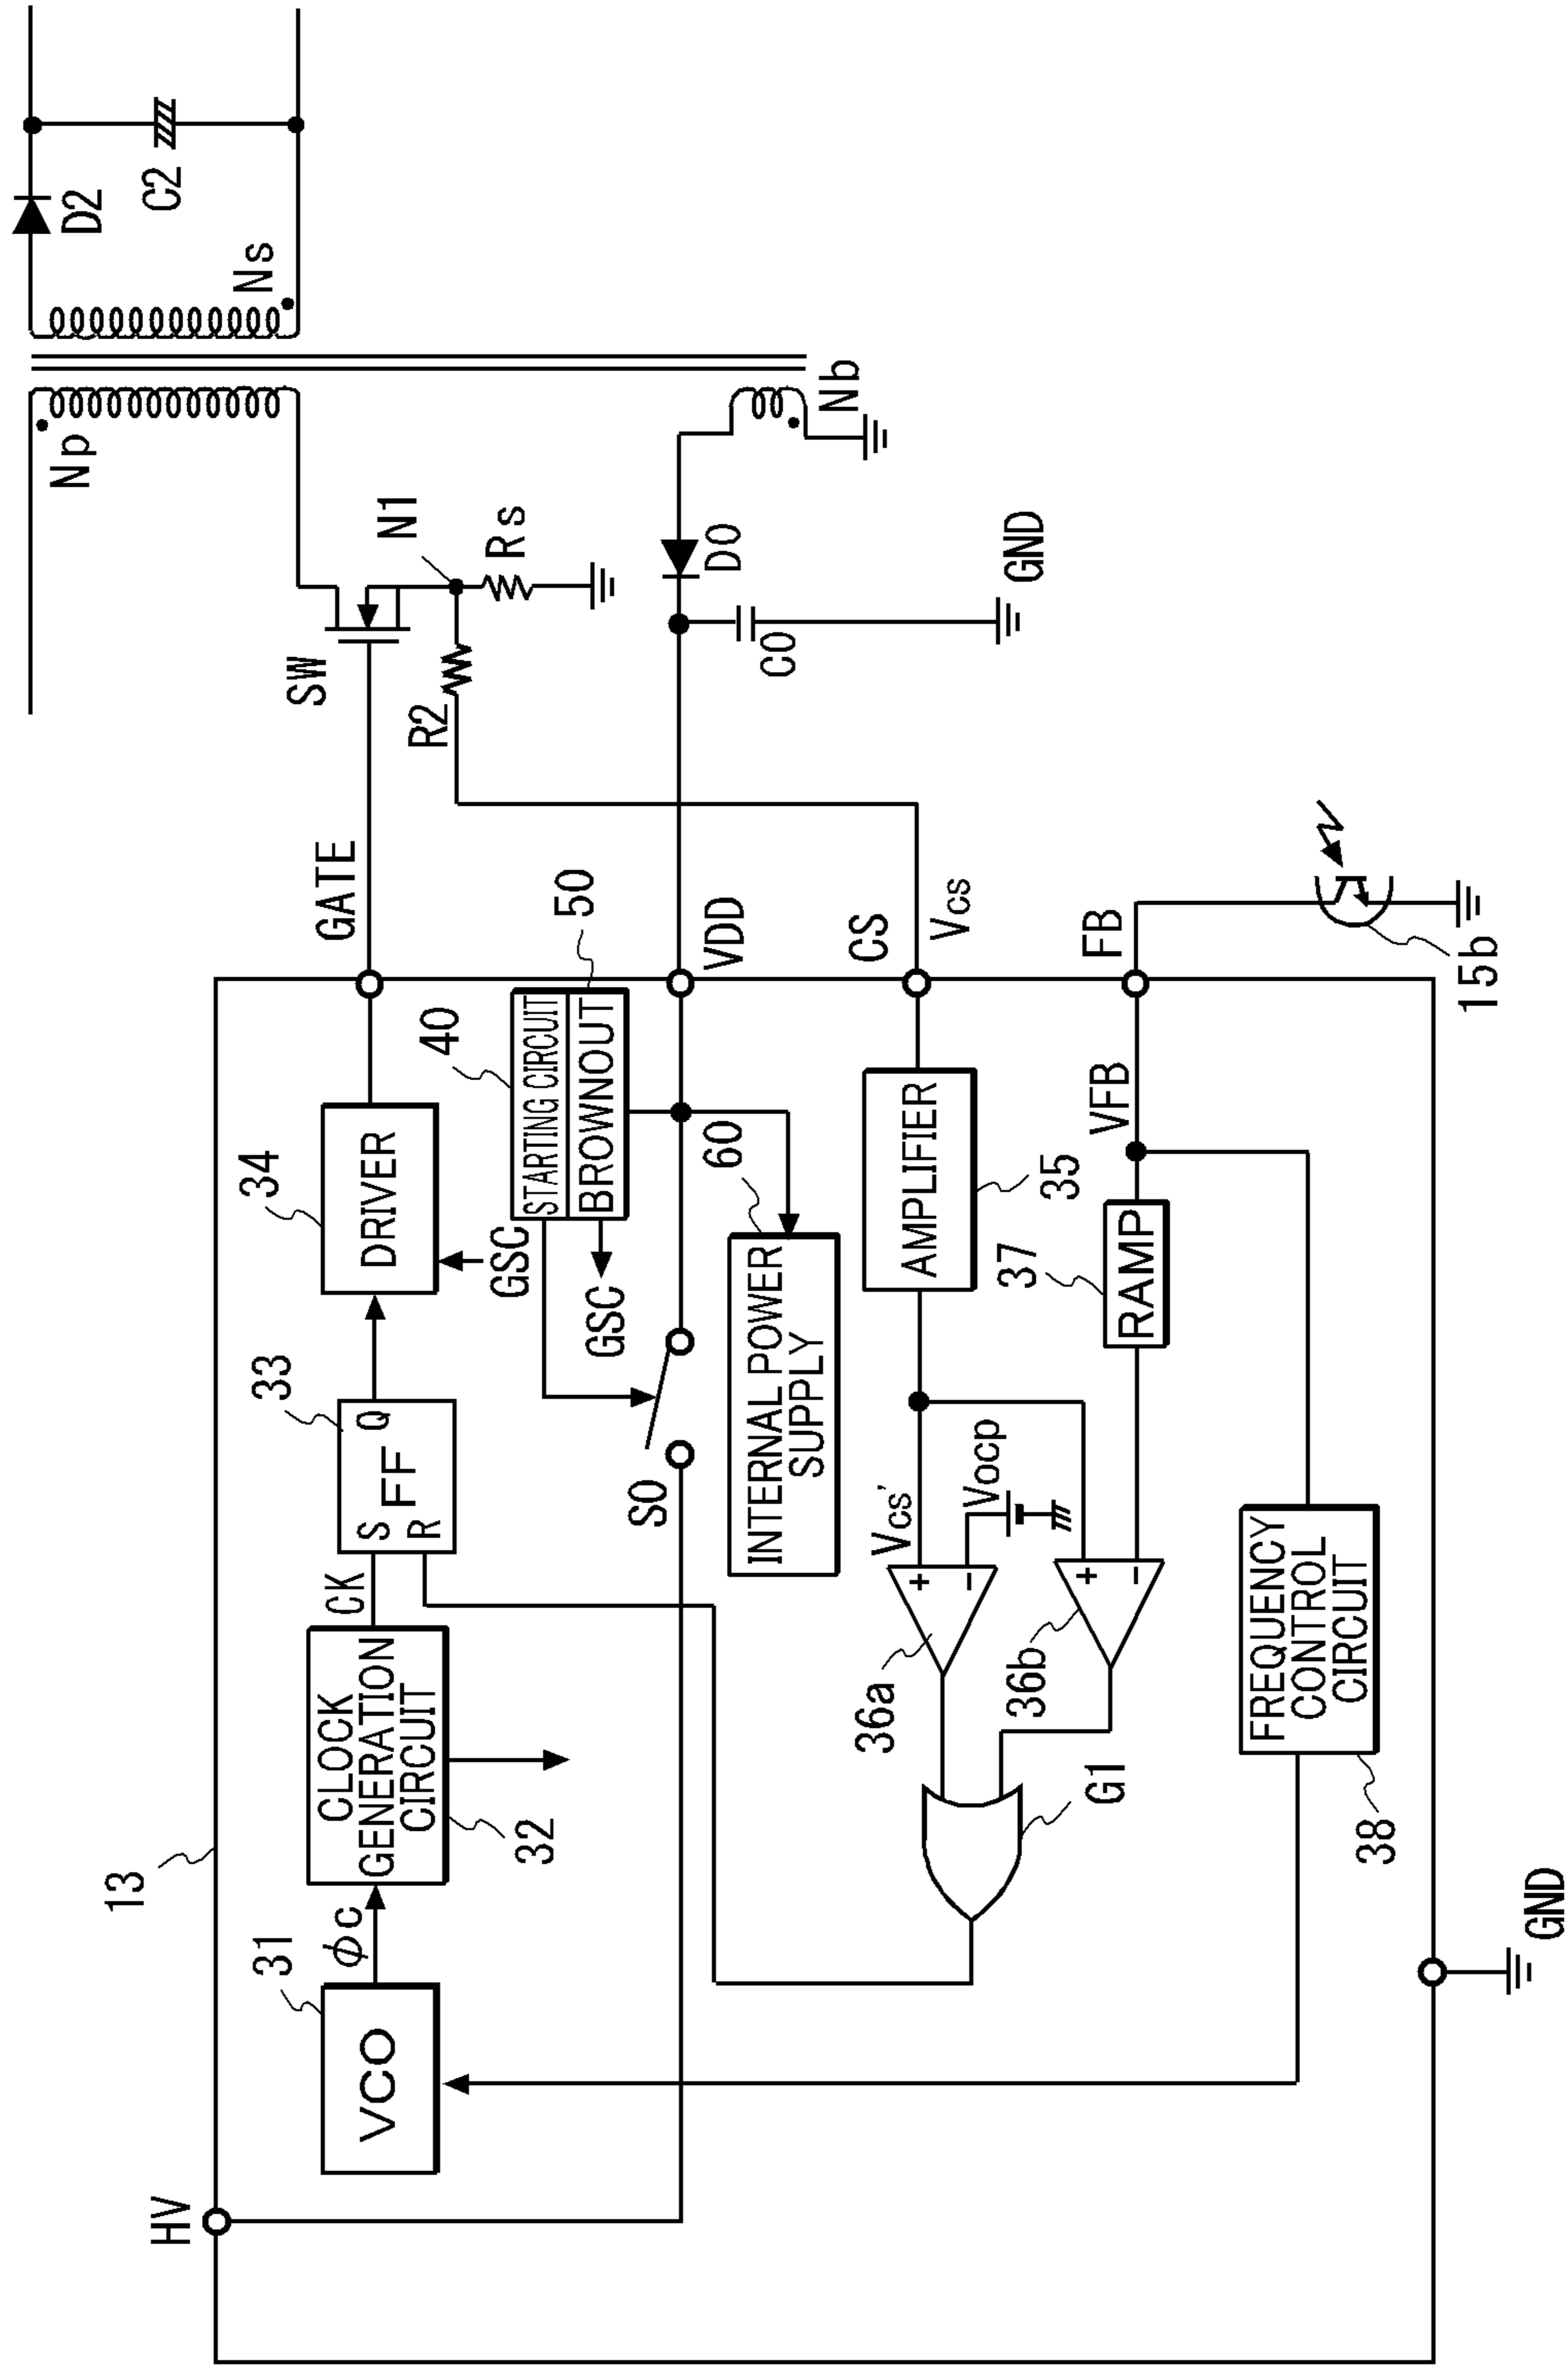 13
HV
VCO
31
ϕc
CLOCK
GENERATION
CIRCUIT
32
CK
S
R
FF
Q
33
DRIVER
34
GSC
GATE
SW
Np
Ns
D2
C2
N1
Rs
R2
STARTING CIRCUIT
BROWNOUT
40
50
GSC
S0
VDD
D0
C0
GND
Nb
INTERNAL POWER
SUPPLY
60
AMPLIFIER
35
CS
Vcs
Vcs'
Vocp
+
-
36a
+
-
36b
G1
RAMP
37
VFB
FB
15b
FREQUENCY
CONTROL
CIRCUIT
38
GND